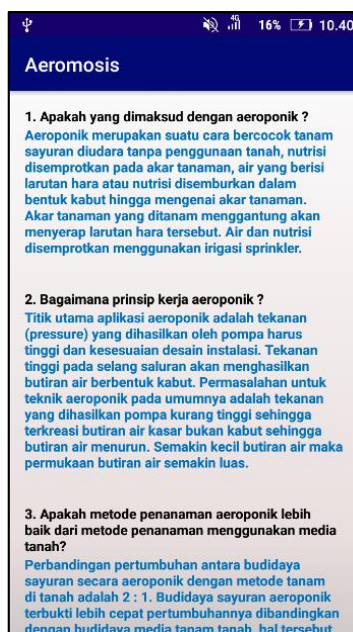 4G 16% 10.40
Aeromosis
1. Apakah yang dimaksud dengan aeroponik ?
Aeroponik merupakan suatu cara bercocok tanam
sayuran diudara tanpa penggunaan tanah, nutrisi
disemprotkan pada akar tanaman, air yang berisi
larutan hara atau nutrisi disemburkan dalam
bentuk kabut hingga mengenai akar tanaman.
Akar tanaman yang ditanam menggantung akan
menyerap larutan hara tersebut. Air dan nutrisi
disemprotkan menggunakan irigasi sprinkler.
2. Bagaimana prinsip kerja aeroponik ?
Titik utama aplikasi aeroponik adalah tekanan
(pressure) yang dihasilkan oleh pompa harus
tinggi dan kesesuaian desain instalasi. Tekanan
tinggi pada selang saluran akan menghasilkan
butiran air berbentuk kabut. Permasalahan untuk
teknik aeroponik pada umumnya adalah tekanan
yang dihasilkan pompa kurang tinggi sehingga
terkreasi butiran air kasar bukan kabut sehingga
butiran air menurun. Semakin kecil butiran air maka
permukaan butiran air semakin luas.
3. Apakah metode penanaman aeroponik lebih
baik dari metode penanaman menggunakan media
tanah?
Perbandingan pertumbuhan antara budidaya
sayuran secara aeroponik dengan metode tanam
di tanah adalah 2 : 1. Budidaya sayuran aeroponik
terbukti lebih cepat pertumbuhannya dibandingkan
dengan budidaya media tanam tanah, hal tersebut